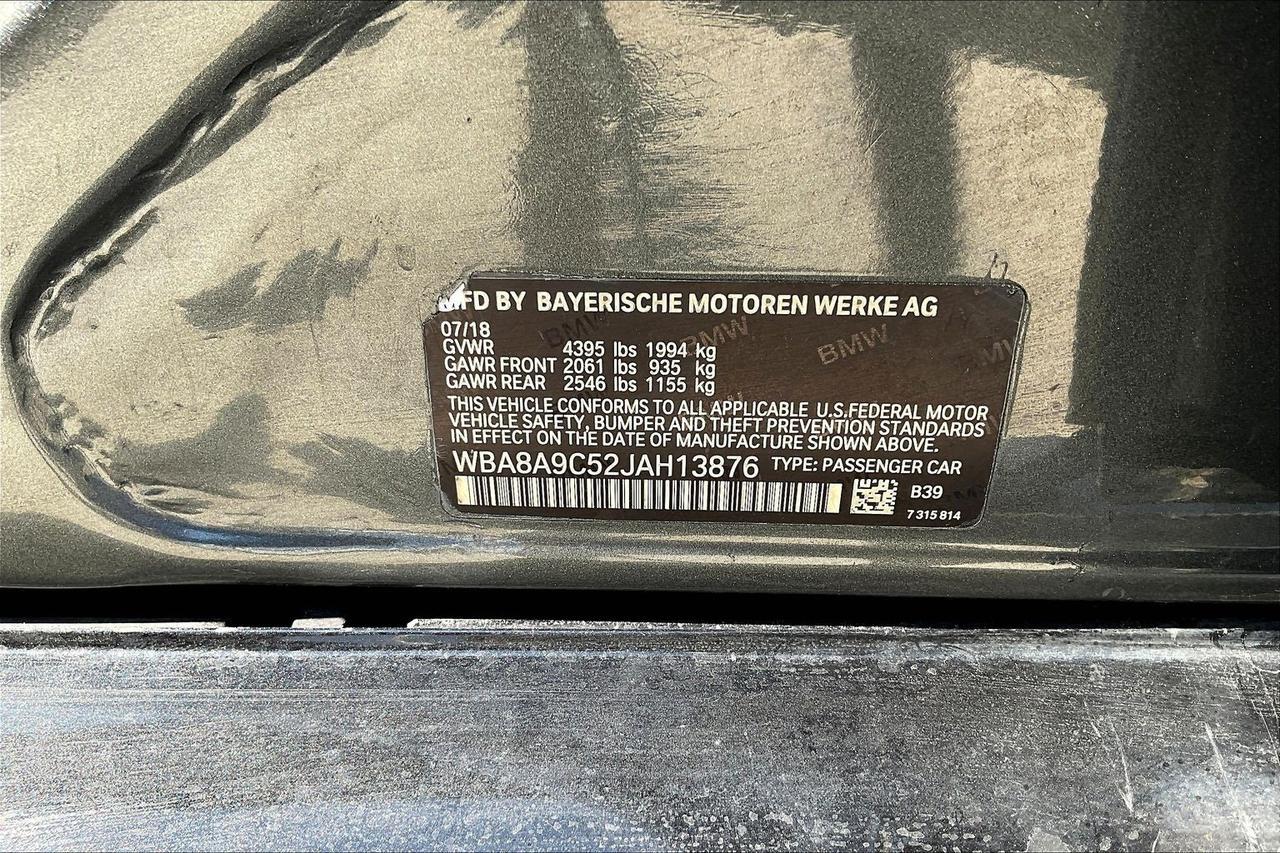 MFD BY BAYERISCHE MOTOREN WERKE AG
07/18
GVWR 4395 lbs 1994 kg
GAWR FRONT 2061 lbs 935 kg
GAWR REAR 2546 lbs 1155 kg
THIS VEHICLE CONFORMS TO ALL APPLICABLE U.S.FEDERAL MOTOR
VEHICLE SAFETY, BUMPER AND THEFT PREVENTION STANDARDS
IN EFFECT ON THE DATE OF MANUFACTURE SHOWN ABOVE.
WBA8A9C52JAH13876 TYPE: PASSENGER CAR
B39
7 315 814
BMW
BMW
BMW